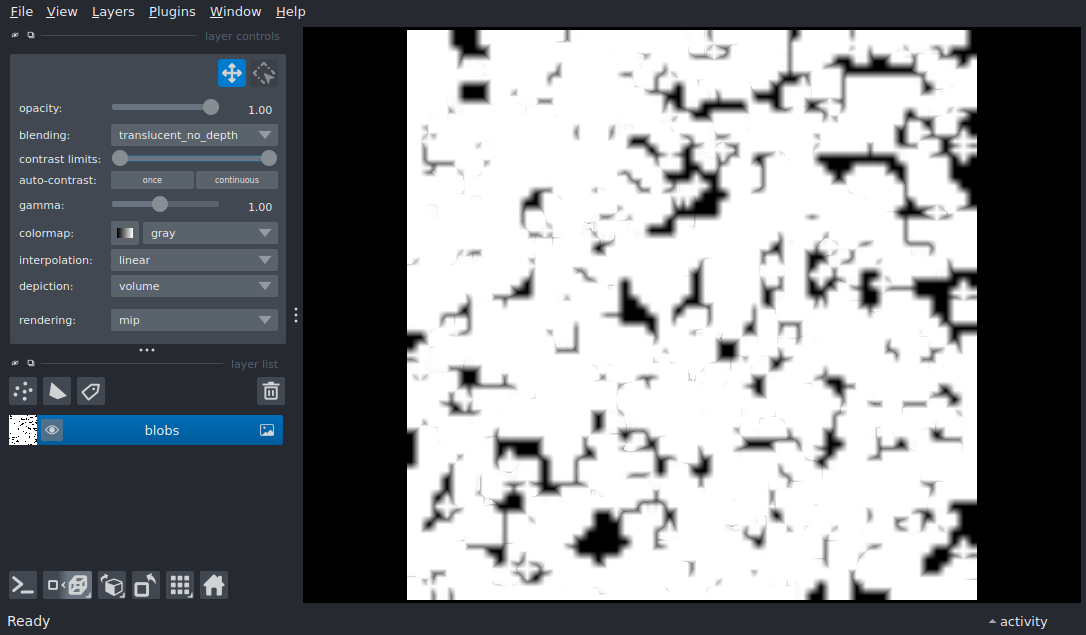 File View Layers Plugins Window Help
layer controls
opacity: 1.00
blending: translucent_no_depth
contrast limits:
auto-contrast: once continuous
gamma: 1.00
colormap: gray
interpolation: linear
depiction: volume
rendering: mip
layer list
blobs
Ready activity